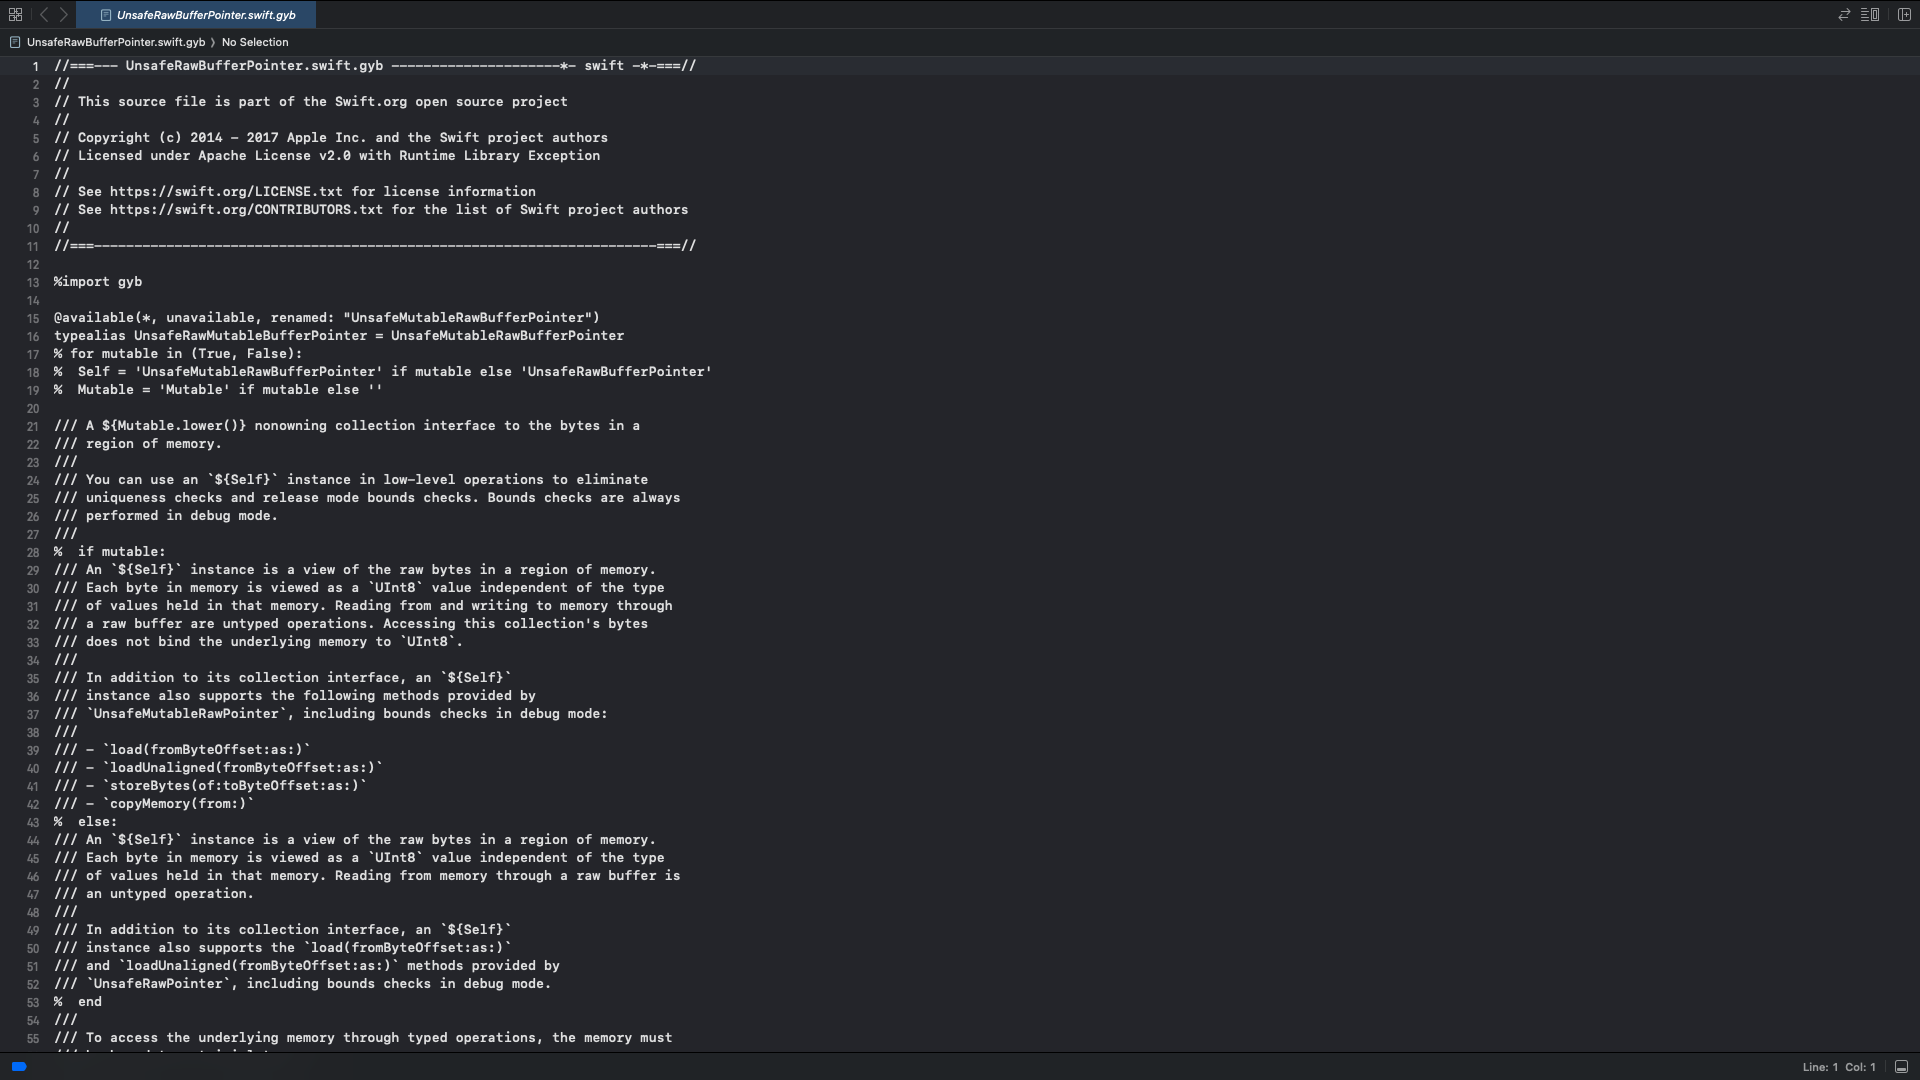 UnsafeRawBufferPointer.swift.gyb
UnsafeRawBufferPointer.swift.gyb 〉 No Selection
1 //===--- UnsafeRawBufferPointer.swift.gyb ---------------------*- swift -*-===//
2 //
3 // This source file is part of the Swift.org open source project
4 //
5 // Copyright (c) 2014 - 2017 Apple Inc. and the Swift project authors
6 // Licensed under Apache License v2.0 with Runtime Library Exception
7 //
8 // See https://swift.org/LICENSE.txt for license information
9 // See https://swift.org/CONTRIBUTORS.txt for the list of Swift project authors
10 //
11 //===----------------------------------------------------------------------===//
12
13 %import gyb
14
15 @available(*, unavailable, renamed: "UnsafeMutableRawBufferPointer")
16 typealias UnsafeRawMutableBufferPointer = UnsafeMutableRawBufferPointer
17 % for mutable in (True, False):
18 %  Self = 'UnsafeMutableRawBufferPointer' if mutable else 'UnsafeRawBufferPointer'
19 %  Mutable = 'Mutable' if mutable else ''
20
21 /// A ${Mutable.lower()} nonowning collection interface to the bytes in a
22 /// region of memory.
23 ///
24 /// You can use an `${Self}` instance in low-level operations to eliminate
25 /// uniqueness checks and release mode bounds checks. Bounds checks are always
26 /// performed in debug mode.
27 ///
28 %  if mutable:
29 /// An `${Self}` instance is a view of the raw bytes in a region of memory.
30 /// Each byte in memory is viewed as a `UInt8` value independent of the type
31 /// of values held in that memory. Reading from and writing to memory through
32 /// a raw buffer are untyped operations. Accessing this collection's bytes
33 /// does not bind the underlying memory to `UInt8`.
34 ///
35 /// In addition to its collection interface, an `${Self}`
36 /// instance also supports the following methods provided by
37 /// `UnsafeMutableRawPointer`, including bounds checks in debug mode:
38 ///
39 /// - `load(fromByteOffset:as:)`
40 /// - `loadUnaligned(fromByteOffset:as:)`
41 /// - `storeBytes(of:toByteOffset:as:)`
42 /// - `copyMemory(from:)`
43 %  else:
44 /// An `${Self}` instance is a view of the raw bytes in a region of memory.
45 /// Each byte in memory is viewed as a `UInt8` value independent of the type
46 /// of values held in that memory. Reading from memory through a raw buffer is
47 /// an untyped operation.
48 ///
49 /// In addition to its collection interface, an `${Self}`
50 /// instance also supports the `load(fromByteOffset:as:)`
51 /// and `loadUnaligned(fromByteOffset:as:)` methods provided by
52 /// `UnsafeRawPointer`, including bounds checks in debug mode.
53 %  end
54 ///
55 /// To access the underlying memory through typed operations, the memory must
Line: 1 Col: 1